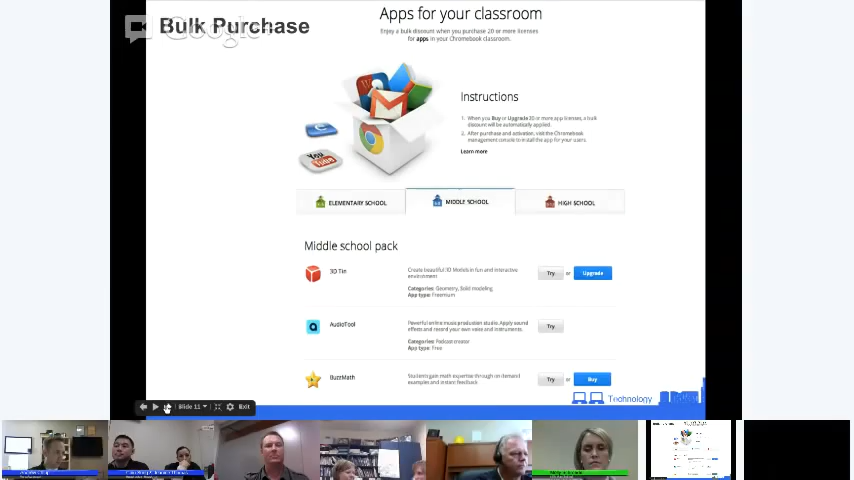 Bulk Purchase
Google+
Apps for your classroom
Enjoy a bulk discount when you purchase 20 or more licenses
for apps in your Chromebook classroom.
Instructions
1. When you Buy or Upgrade 20 or more app licenses, a bulk
discount will be automatically applied.
2. After purchase and activation, visit the Chromebook
management console to install the app for your users.
Learn more
You
Tube
ELEMENTARY SCHOOL
MIDDLE SCHOOL
HIGH SCHOOL
Middle school pack
3D Tin
Create beautiful 3D Models in fun and interactive
environment
Categories: Geometry, Solid modeling
App type: Freemium
Try or Upgrade
AudioTool
Powerful online music production studio. Apply sound
effects and record your own voice and instruments.
Categories: Podcast creator
App type: Free
Try
BuzzMath
Students gain math expertise through on demand
examples and instant feedback
Try or Buy
Slide 11
Exit
Technology